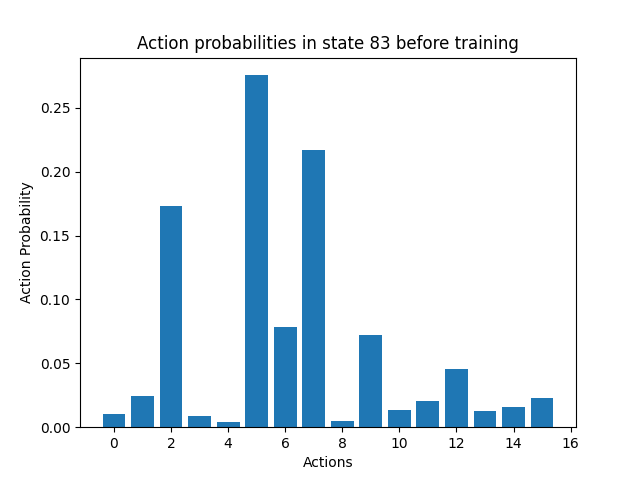 Action probabilities in state 83 before training
Action Probability
0.25
0.20
0.15
0.10
0.05
0.00
0 2 4 6 8 10 12 14 16
Actions